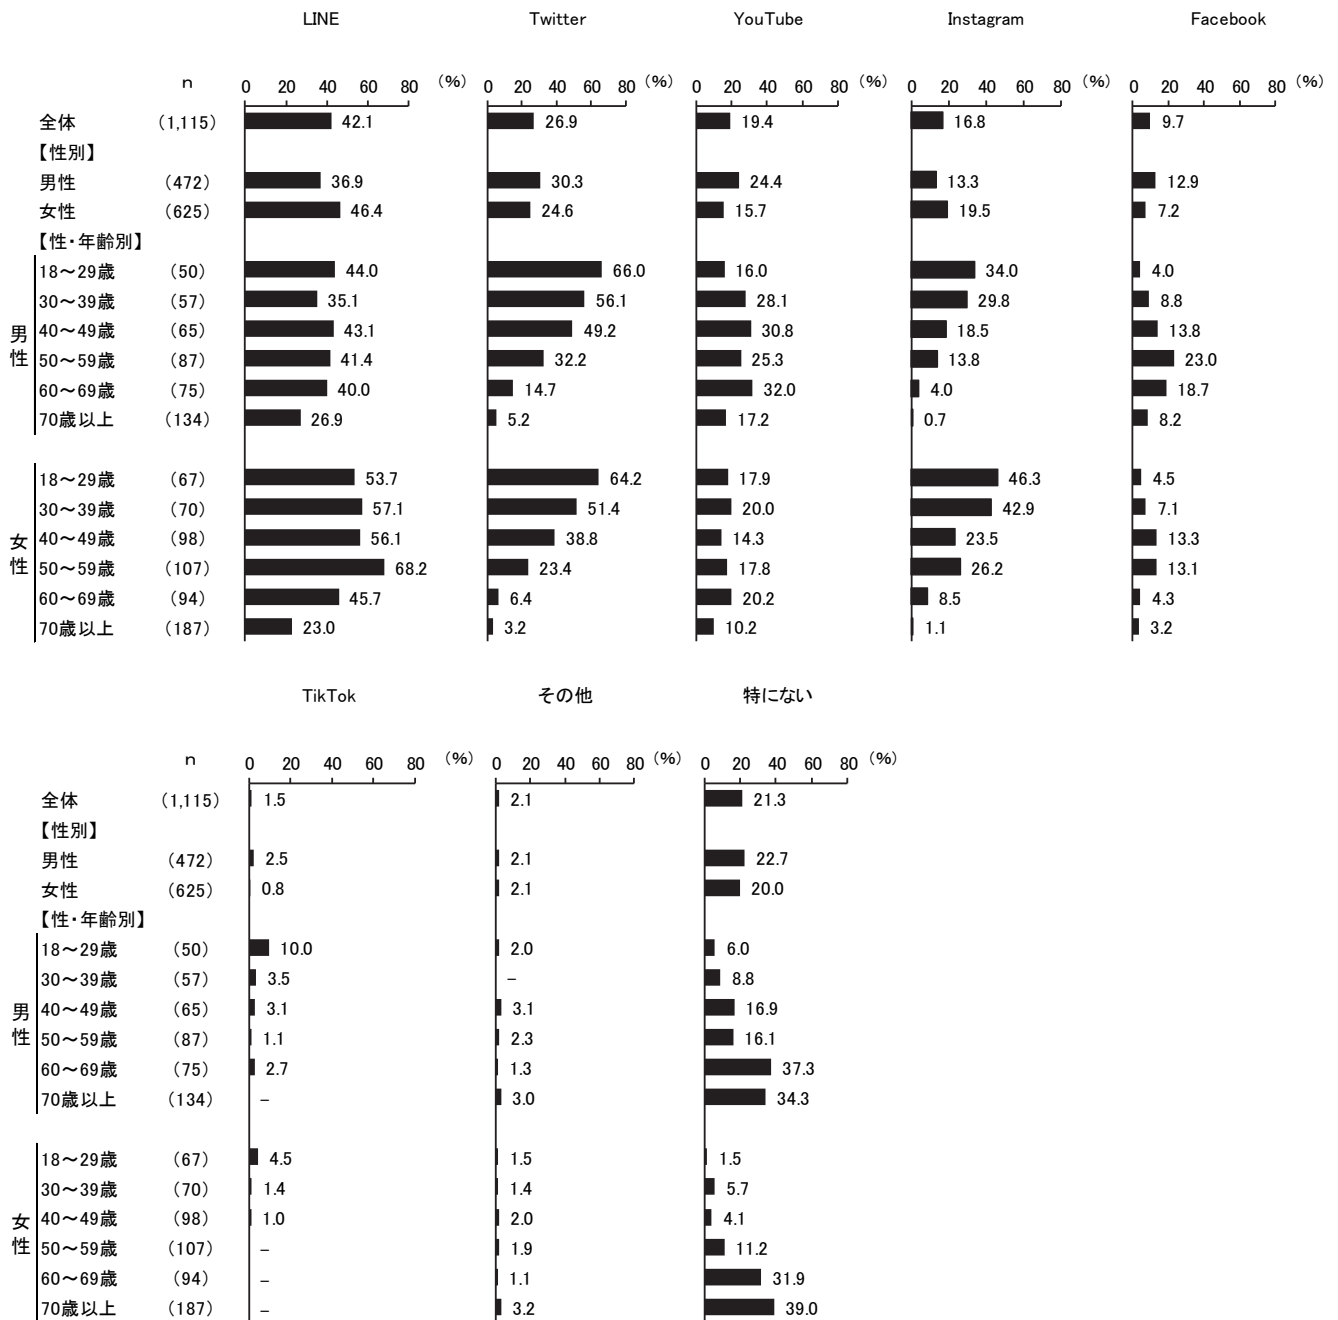 LINE Twitter YouTube Instagram Facebook
n 0 20 40 60 80 (%) 0 20 40 60 80 (%) 0 20 40 60 80 (%) 0 20 40 60 80 (%) 0 20 40 60 80 (%)
全体 (1,115) 42.1 26.9 19.4 16.8 9.7
【性別】
男性 (472) 36.9 30.3 24.4 13.3 12.9
女性 (625) 46.4 24.6 15.7 19.5 7.2
【性・年齢別】
男性
18～29歳 (50) 44.0 66.0 16.0 34.0 4.0
30～39歳 (57) 35.1 56.1 28.1 29.8 8.8
40～49歳 (65) 43.1 49.2 30.8 18.5 13.8
50～59歳 (87) 41.4 32.2 25.3 13.8 23.0
60～69歳 (75) 40.0 14.7 32.0 4.0 18.7
70歳以上 (134) 26.9 5.2 17.2 0.7 8.2
女性
18～29歳 (67) 53.7 64.2 17.9 46.3 4.5
30～39歳 (70) 57.1 51.4 20.0 42.9 7.1
40～49歳 (98) 56.1 38.8 14.3 23.5 13.3
50～59歳 (107) 68.2 23.4 17.8 26.2 13.1
60～69歳 (94) 45.7 6.4 20.2 8.5 4.3
70歳以上 (187) 23.0 3.2 10.2 1.1 3.2
TikTok その他 特にない
n 0 20 40 60 80 (%) 0 20 40 60 80 (%) 0 20 40 60 80 (%)
全体 (1,115) 1.5 2.1 21.3
【性別】
男性 (472) 2.5 2.1 22.7
女性 (625) 0.8 2.1 20.0
【性・年齢別】
男性
18～29歳 (50) 10.0 2.0 6.0
30～39歳 (57) 3.5 – 8.8
40～49歳 (65) 3.1 3.1 16.9
50～59歳 (87) 1.1 2.3 16.1
60～69歳 (75) 2.7 1.3 37.3
70歳以上 (134) – 3.0 34.3
女性
18～29歳 (67) 4.5 1.5 1.5
30～39歳 (70) 1.4 1.4 5.7
40～49歳 (98) 1.0 2.0 4.1
50～59歳 (107) – 1.9 11.2
60～69歳 (94) – 1.1 31.9
70歳以上 (187) – 3.2 39.0